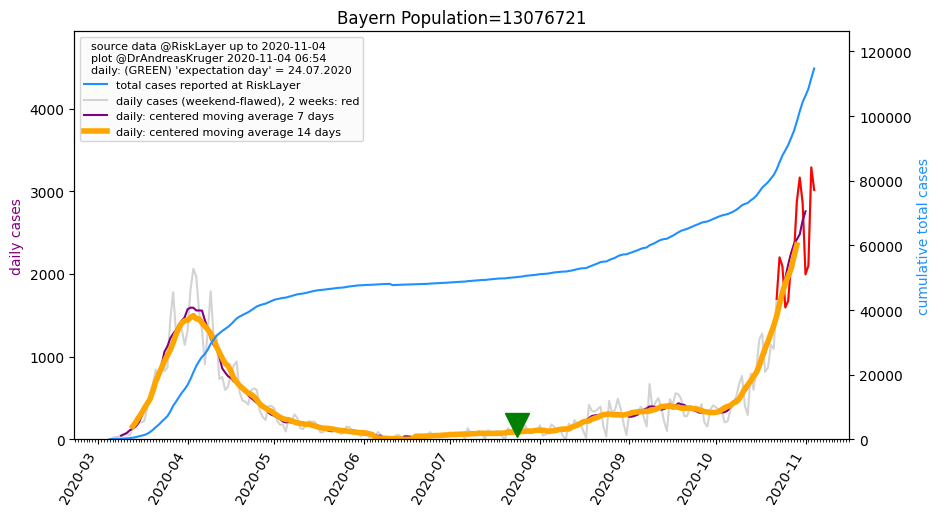 Bayern Population=13076721
source data @RiskLayer up to 2020-11-04
plot @DrAndreasKruger 2020-11-04 06:54
daily: (GREEN) 'expectation day' = 24.07.2020
total cases reported at RiskLayer
daily cases (weekend-flawed), 2 weeks: red
daily: centered moving average 7 days
daily: centered moving average 14 days
daily cases
4000
3000
2000
1000
0
120000
100000
80000
60000
40000
20000
0
cumulative total cases
2020-03
2020-04
2020-05
2020-06
2020-07
2020-08
2020-09
2020-10
2020-11